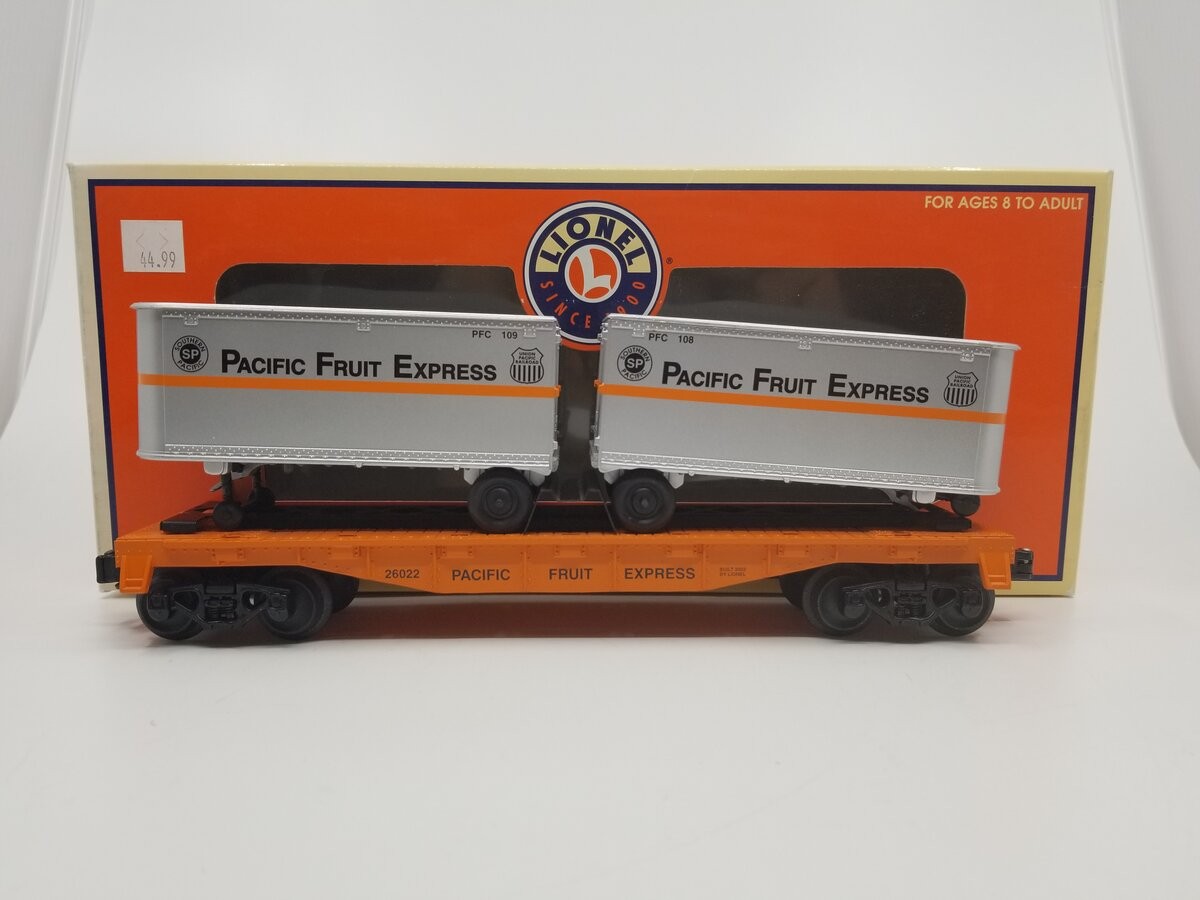 FOR AGES 8 TO ADULT
44.99
LIONEL
L
SINCE 1900
PFC 109
SOUTHERN
SP
PACIFIC
PACIFIC FRUIT EXPRESS
UNION
PACIFIC
RAILROAD
PFC 108
SOUTHERN
SP
PACIFIC
PACIFIC FRUIT EXPRESS
UNION
PACIFIC
RAILROAD
26022 PACIFIC FRUIT EXPRESS
BY LIONEL